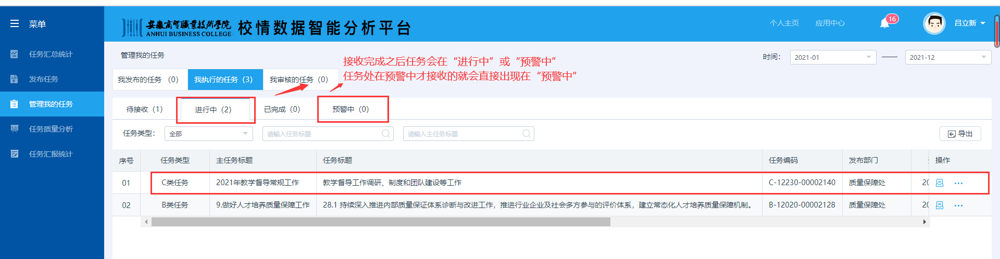 菜单
任务汇总统计
发布任务
管理我的任务
任务质量分析
任务汇报统计
安徽商贸职业技术学院
ANHUI BUSINESS COLLEGE
校情数据智能分析平台
个人主页 应用中心 16 吕立新
管理我的任务
时间： 2021-01 —— 2021-12
接收完成之后任务会在“进行中”或“预警中”
任务处在预警中才接收的就会直接出现在“预警中”
我发布的任务 （0） 我执行的任务（3） 我审核的任务（0）
待接收（1） 进行中（2） 已完成（0） 预警中（0）
任务类型： 全部 请输入任务标题 请输入主任务标题 导出
序号 任务类型 主任务标题 任务标题 任务编码 发布部门 操作
01 C类任务 2021年教学督导常规工作 教学督导工作调研、制度和团队建设等工作 C-12230-00002140 质量保障处 20
02 B类任务 9.做好人才培养质量保障工作 28.1 持续深入推进内部质量保证体系诊断与改进工作，推进行业企业及社会多方参与的评价体系，建立常态化人才培养质量保障机制。 B-12020-00002128 质量保障处 20